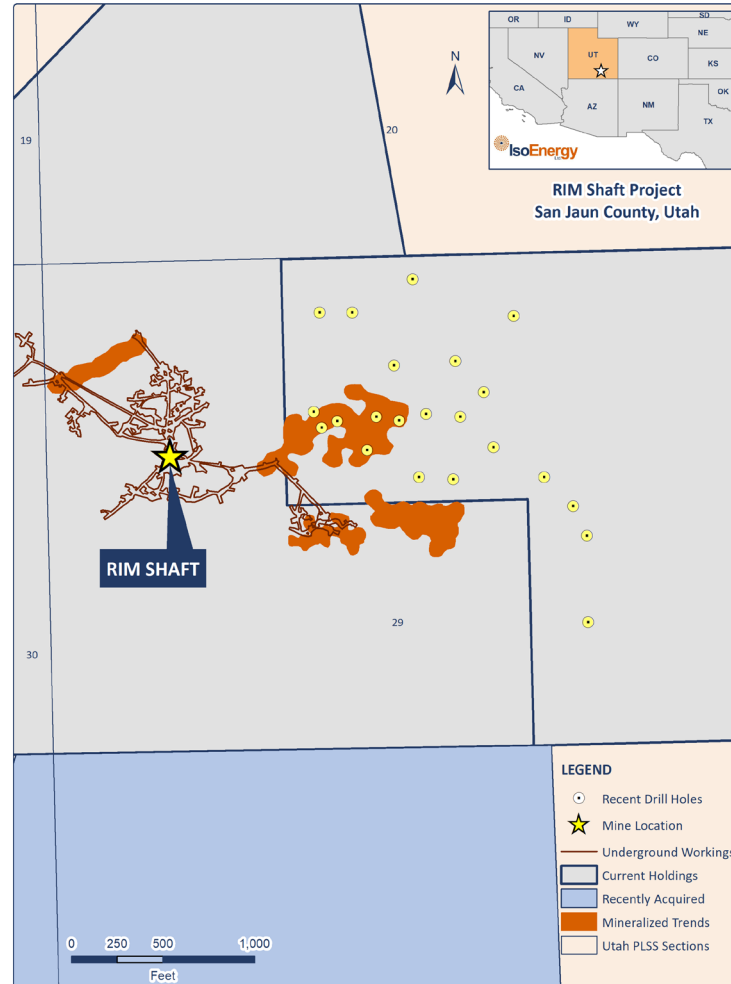 OR
ID
WY
SD
NE
NV
UT
CO
KS
CA
AZ
NM
OK
TX
IsoEnergy
N
19
20
RIM Shaft Project
San Jaun County, Utah
RIM SHAFT
29
30
LEGEND
Recent Drill Holes
Mine Location
Underground Workings
Current Holdings
Recently Acquired
Mineralized Trends
Utah PLSS Sections
0 250 500 1,000
Feet